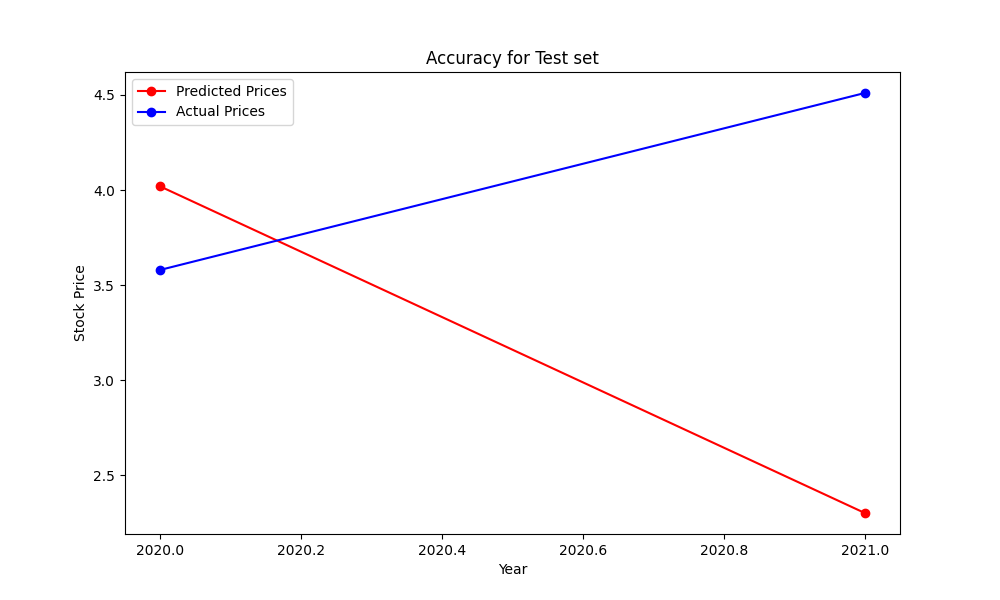 Accuracy for Test set
Predicted Prices
Actual Prices
4.5
4.0
3.5
3.0
2.5
Stock Price
2020.0 2020.2 2020.4 2020.6 2020.8 2021.0
Year